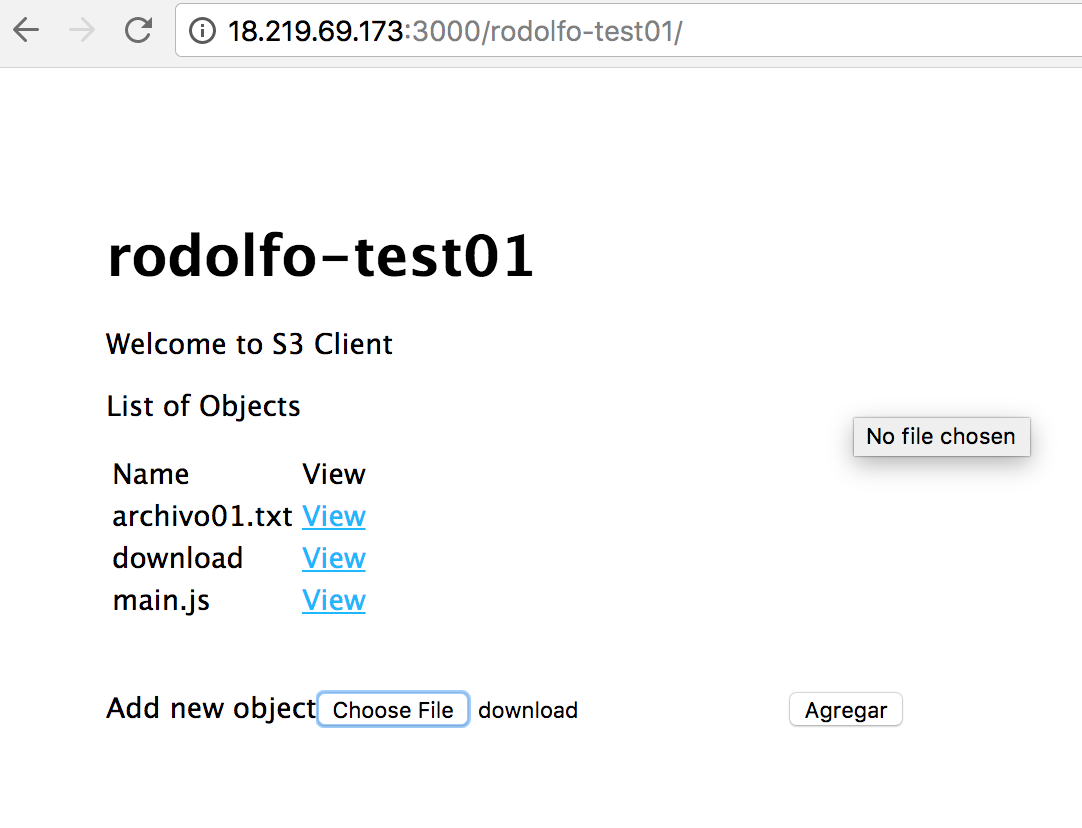 18.219.69.173:3000/rodolfo-test01/
rodolfo-test01
Welcome to S3 Client
List of Objects
No file chosen
Name View
archivo01.txt View
download View
main.js View
Add new object Choose File download Agregar